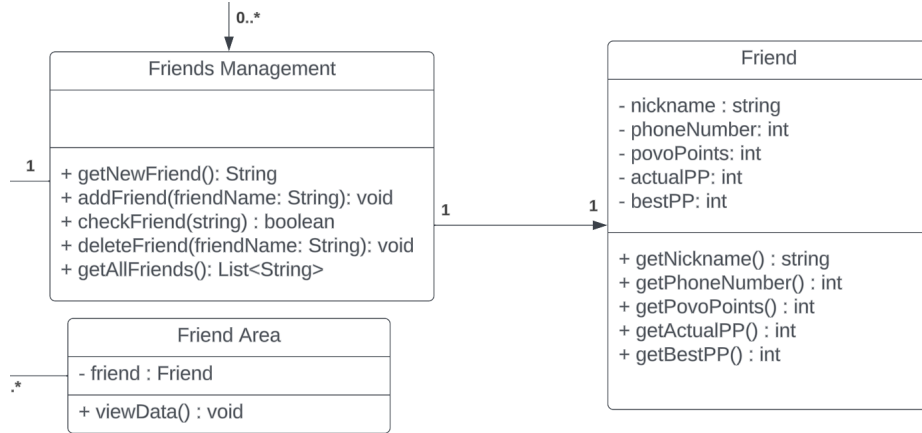 0..*
Friends Management
1
+ getNewFriend(): String
+ addFriend(friendName: String): void
+ checkFriend(string) : boolean
+ deleteFriend(friendName: String): void
+ getAllFriends(): List<String>
1
1
Friend
- nickname : string
- phoneNumber: int
- povoPoints: int
- actualPP: int
- bestPP: int
+ getNickname() : string
+ getPhoneNumber() : int
+ getPovoPoints() : int
+ getActualPP() : int
+ getBestPP() : int
Friend Area
- friend : Friend
.*
+ viewData() : void